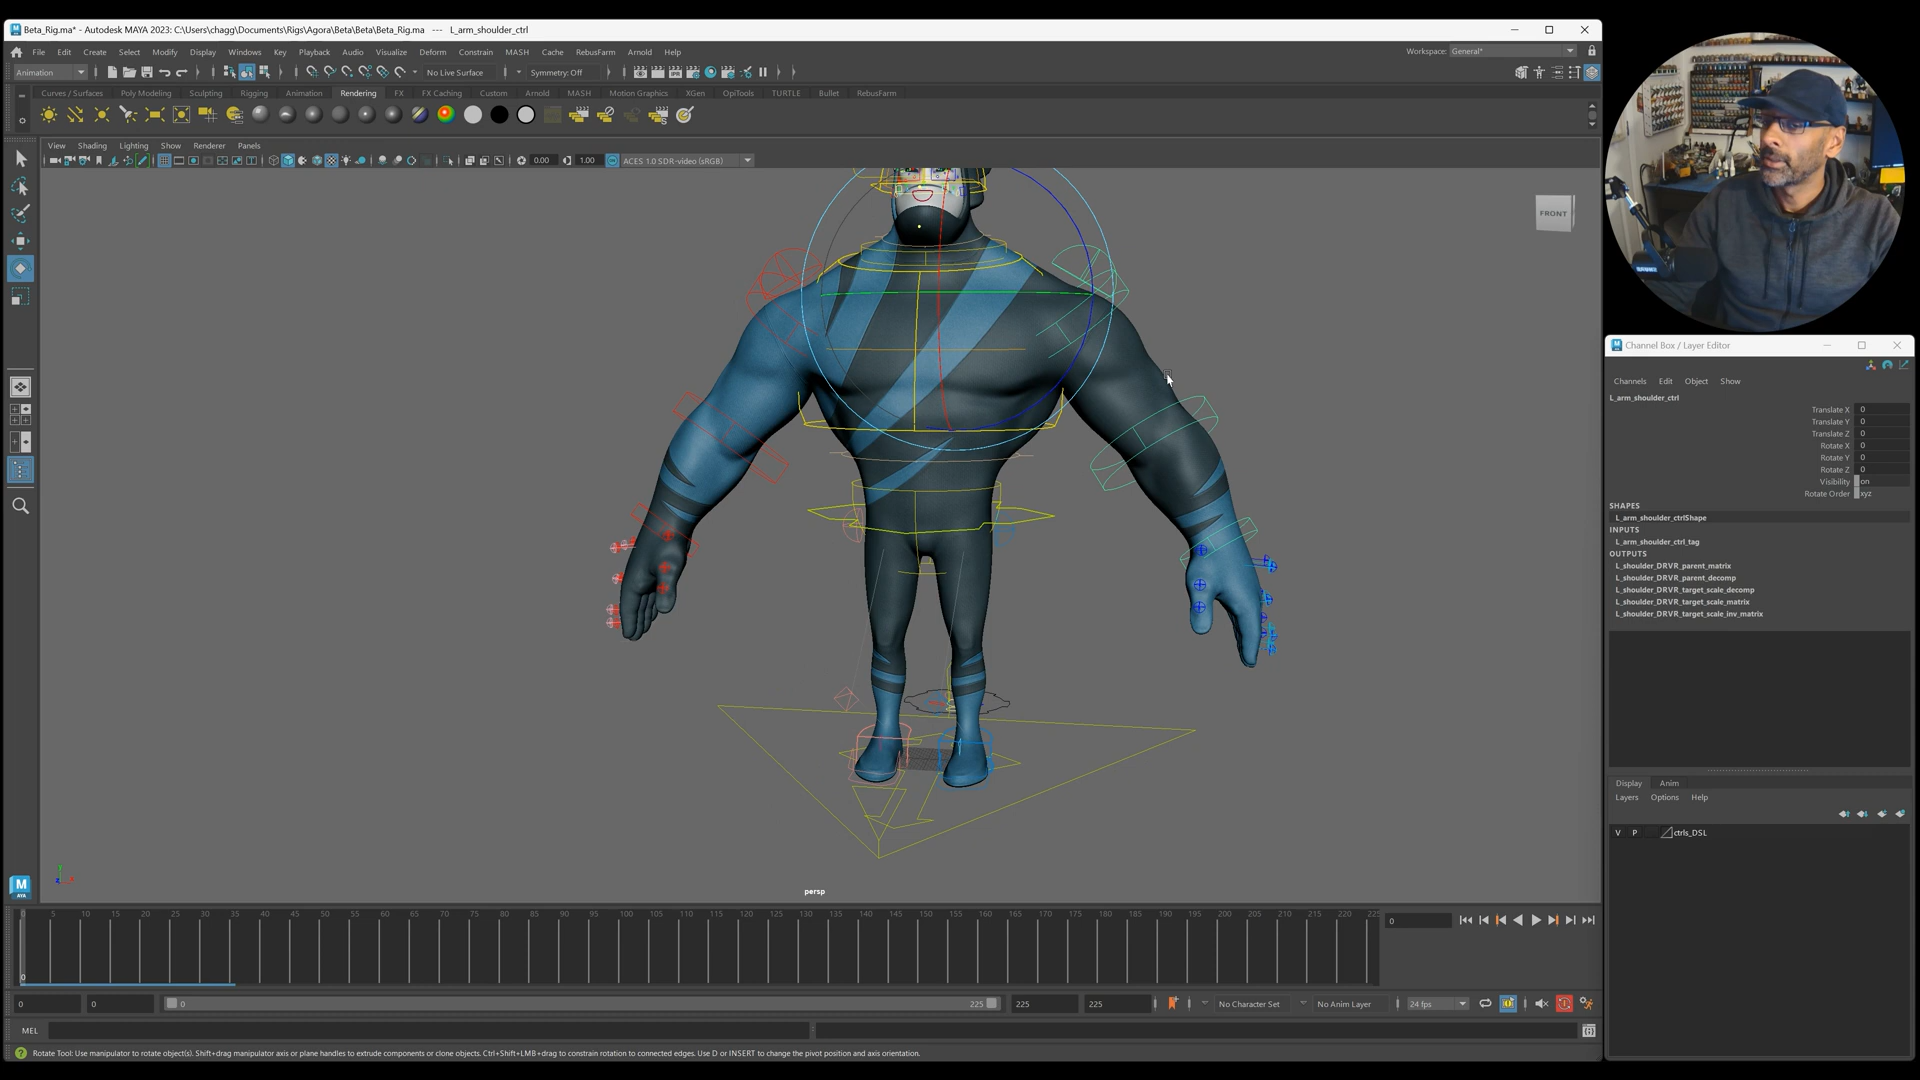 Beta_Rig.ma* - Autodesk MAYA 2023: C:\Users\chagg\Documents\Rigs\Agora\Beta\Beta\Beta_Rig.ma --- L_arm_shoulder_ctrl
File Edit Create Select Modify Display Windows Key Playback Audio Visualize Deform Constrain MASH Cache RebusFarm Arnold Help
Workspace: General*
Animation No Live Surface Symmetry: Off
Curves / Surfaces Poly Modeling Sculpting Rigging Animation Rendering FX FX Caching Custom Arnold MASH Motion Graphics XGen OpiTools TURTLE Bullet RebusFarm
View Shading Lighting Show Renderer Panels
0.00 1.00 ACES 1.0 SDR-video (sRGB)
FRONT
persp
Channel Box / Layer Editor
Channels Edit Object Show
L_arm_shoulder_ctrl
Translate X 0
Translate Y 0
Translate Z 0
Rotate X 0
Rotate Y 0
Rotate Z 0
Visibility on
Rotate Order xyz
SHAPES
L_arm_shoulder_ctrlShape
INPUTS
L_arm_shoulder_ctrl_tag
OUTPUTS
L_shoulder_DRVR_parent_matrix
L_shoulder_DRVR_parent_decomp
L_shoulder_DRVR_target_scale_decomp
L_shoulder_DRVR_target_scale_matrix
L_shoulder_DRVR_target_scale_inv_matrix
Display Anim
Layers Options Help
V P ctrls_DSL
0 5 10 15 20 25 30 35 40 45 50 55 60 65 70 75 80 85 90 95 100 105 110 115 120 125 130 135 140 145 150 155 160 165 170 175 180 185 190 195 200 205 210 215 220 225
0
0
0 0 0 225 225 225 No Character Set No Anim Layer 24 fps
MEL
Rotate Tool: Use manipulator to rotate object(s). Shift+drag manipulator axis or plane handles to extrude components or clone objects. Ctrl+Shift+LMB+drag to constrain rotation to connected edges. Use D or INSERT to change the pivot position and axis orientation.